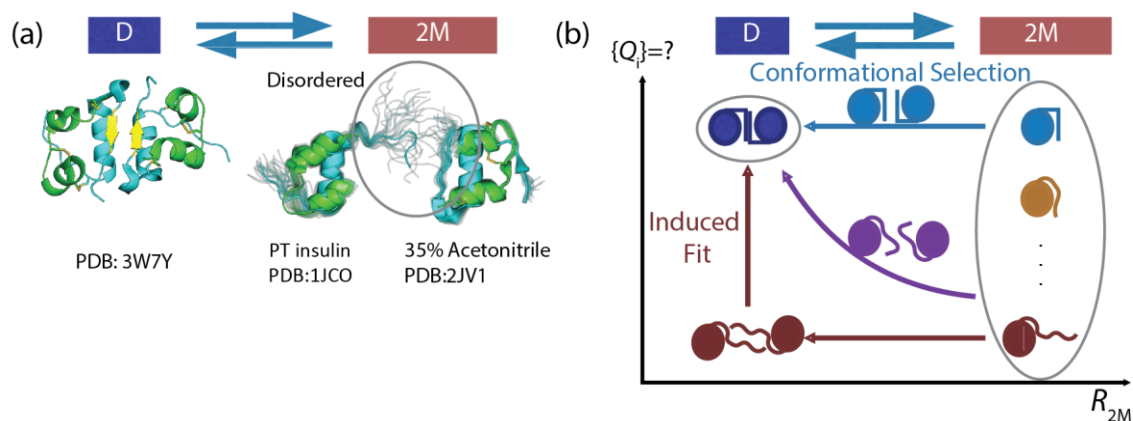 (a)
D
2M
Disordered
PDB: 3W7Y
PT insulin
PDB:1JCO
35% Acetonitrile
PDB:2JV1
(b)
D
2M
{Qi}=?
Conformational Selection
Induced
Fit
R2M